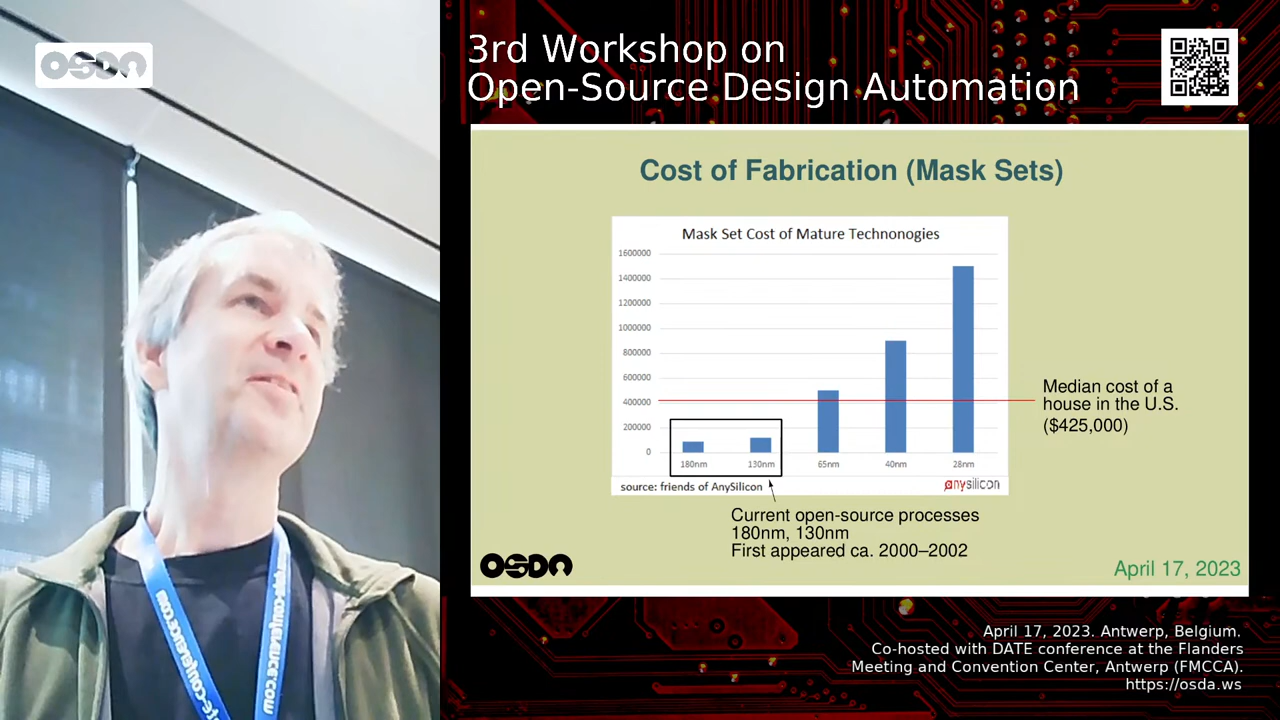 OSDA
3rd Workshop on
Open-Source Design Automation
Cost of Fabrication (Mask Sets)
Mask Set Cost of Mature Technonogies
1600000
1400000
1200000
1000000
800000
600000
400000
200000
0
180nm
130nm
65nm
40nm
28nm
source: friends of AnySilicon
anysilicon
Median cost of a
house in the U.S.
($425,000)
Current open-source processes
180nm, 130nm
First appeared ca. 2000–2002
OSDA
April 17, 2023
April 17, 2023. Antwerp, Belgium.
Co-hosted with DATE conference at the Flanders
Meeting and Convention Center, Antwerp (FMCCA).
https://osda.ws